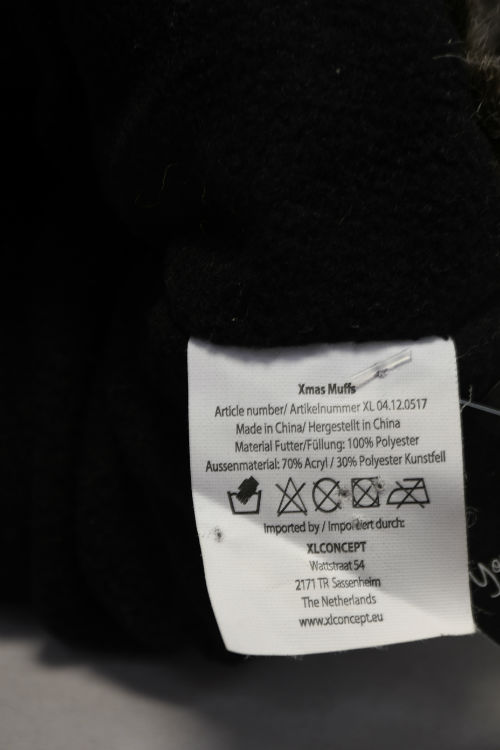 Xmas Muffs
Article number/ Artikelnummer XL 04.12.0517
Made in China/ Hergestellt in China
Material Futter/Füllung: 100% Polyester
Aussenmaterial: 70% Acryl / 30% Polyester Kunstfell
Imported by / Importiert durch:
XLCONCEPT
Wattstraat 54
2171 TR Sassenheim
The Netherlands
www.xlconcept.eu